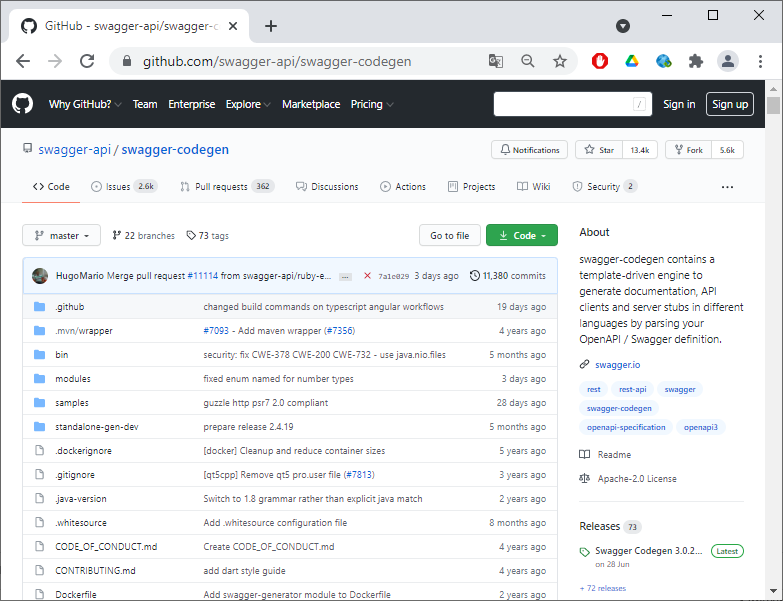 GitHub - swagger-api/swagger-c
github.com/swagger-api/swagger-codegen
Why GitHub? Team Enterprise Explore Marketplace Pricing / Sign in Sign up
swagger-api / swagger-codegen
Notifications Star 13.4k Fork 5.6k
Code Issues 2.6k Pull requests 362 Discussions Actions Projects Wiki Security 2 ...
master 22 branches 73 tags Go to file Code
HugoMario Merge pull request #11114 from swagger-api/ruby-e... ... 7a1e029 3 days ago 11,380 commits
.github changed build commands on typescript angular workflows 19 days ago
.mvn/wrapper #7093 - Add maven wrapper (#7356) 4 years ago
bin security: fix CWE-378 CWE-200 CWE-732 - use java.nio.files 5 months ago
modules fixed enum named for number types 3 days ago
samples guzzle http psr7 2.0 compliant 28 days ago
standalone-gen-dev prepare release 2.4.19 5 months ago
.dockerignore [docker] Cleanup and reduce container sizes 5 years ago
.gitignore [qt5cpp] Remove qt5 pro.user file (#7813) 3 years ago
.java-version Switch to 1.8 grammar rather than explicit java match 2 years ago
.whitesource Add .whitesource configuration file 8 months ago
CODE_OF_CONDUCT.md Create CODE_OF_CONDUCT.md 4 years ago
CONTRIBUTING.md add dart style guide 4 years ago
Dockerfile Add swagger-generator module to Dockerfile 2 years ago
About
swagger-codegen contains a
template-driven engine to
generate documentation, API
clients and server stubs in different
languages by parsing your
OpenAPI / Swagger definition.
swagger.io
rest rest-api swagger
swagger-codegen
openapi-specification openapi3
Readme
Apache-2.0 License
Releases 73
Swagger Codegen 3.0.2... Latest
on 28 Jun
+ 72 releases